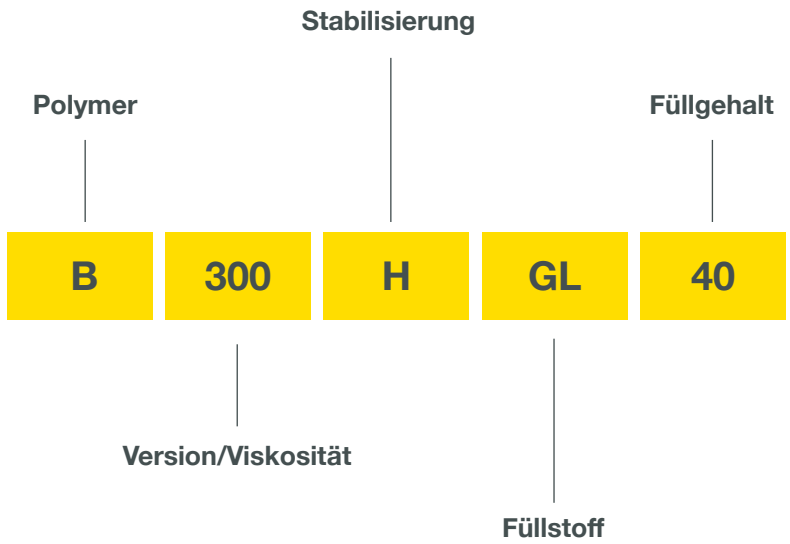 Stabilisierung
Polymer
Füllgehalt
B
300
H
GL
40
Version/Viskosität
Füllstoff